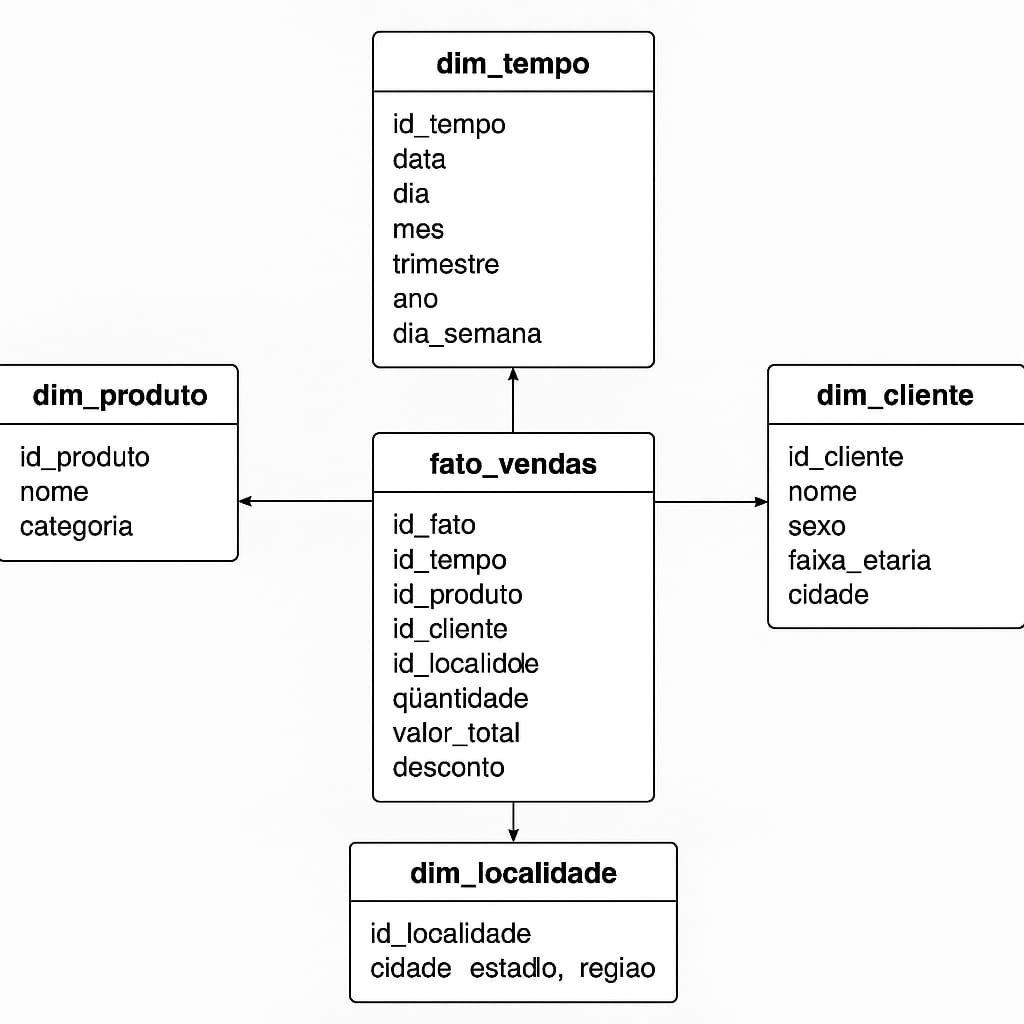 dim_tempo
id_tempo
data
dia
mes
trimestre
ano
dia_semana
dim_produto
id_produto
nome
categoria
fato_vendas
id_fato
id_tempo
id_produto
id_cliente
id_localidole
qüantidade
valor_total
desconto
dim_cliente
id_cliente
nome
sexo
faixa_etaria
cidade
dim_localidade
id_localidade
cidade estadlo, regiao